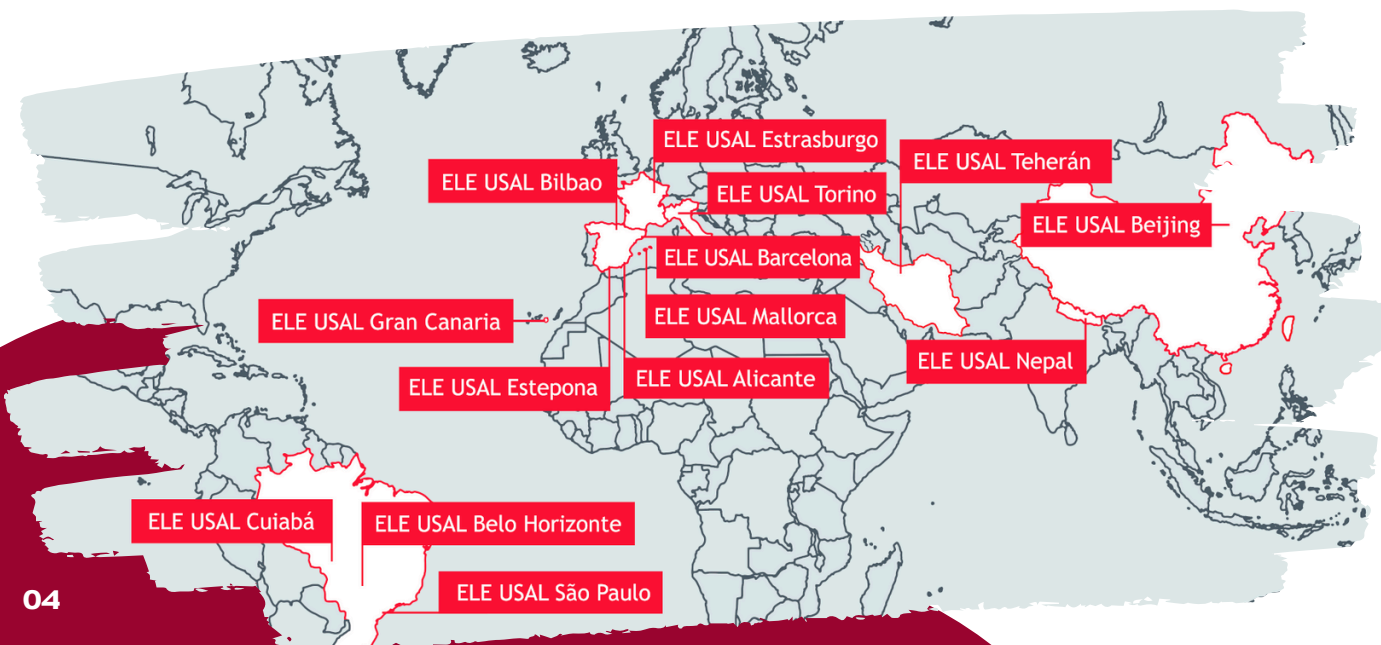 ELE USAL Estrasburgo
ELE USAL Teherán
ELE USAL Bilbao
ELE USAL Torino
ELE USAL Beijing
ELE USAL Barcelona
ELE USAL Gran Canaria
ELE USAL Mallorca
ELE USAL Nepal
ELE USAL Estepona
ELE USAL Alicante
ELE USAL Cuiabá
ELE USAL Belo Horizonte
ELE USAL São Paulo
04